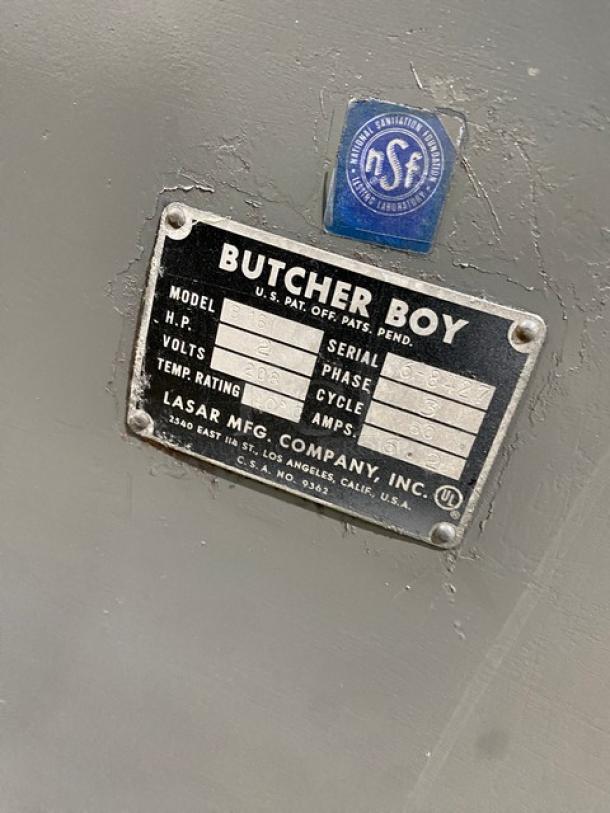 NATIONAL SANITATION FOUNDATION
nsf
TESTING LABORATORY
BUTCHER BOY
U.S. PAT. OFF. PATS. PEND.
MODEL SERIAL
H.P. 2 PHASE 3
VOLTS 208 CYCLE 60
TEMP. RATING AMPS. 6.2
LASAR MFG. COMPANY, INC.
2540 EAST 114 ST., LOS ANGELES, CALIF., U.S.A.
C.S.A. NO. 9362
UL
®